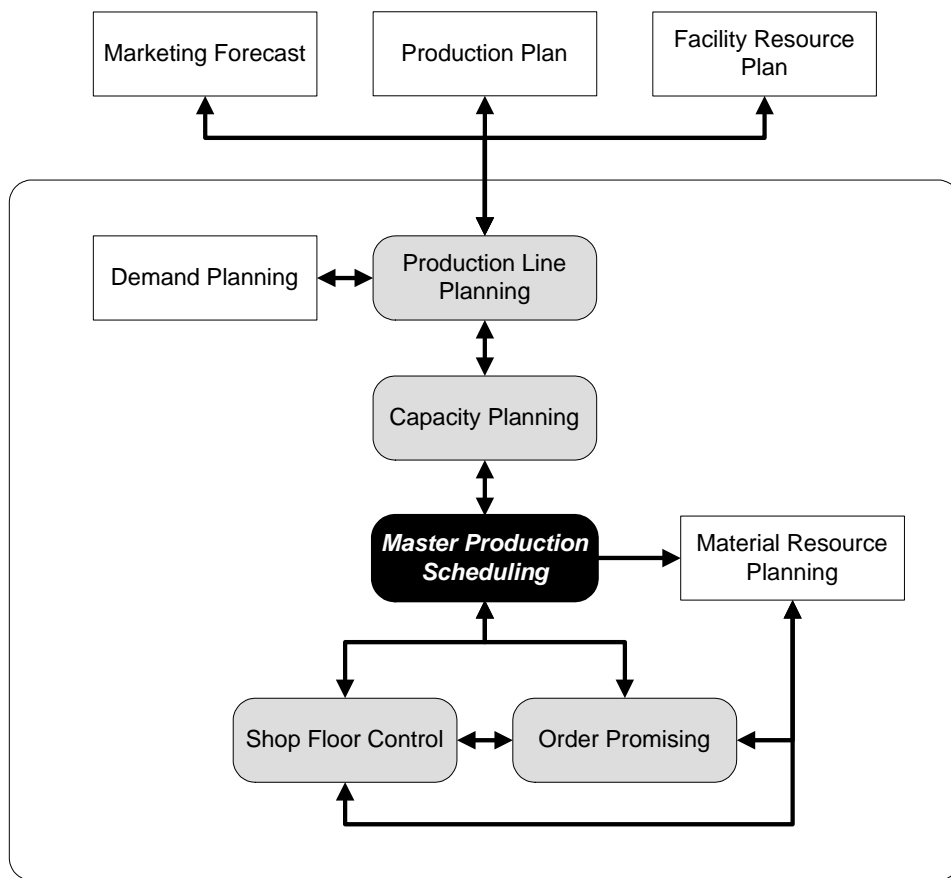 Marketing Forecast
Production Plan
Facility Resource
Plan
Demand Planning
Production Line
Planning
Capacity Planning
Master Production
Scheduling
Material Resource
Planning
Shop Floor Control
Order Promising